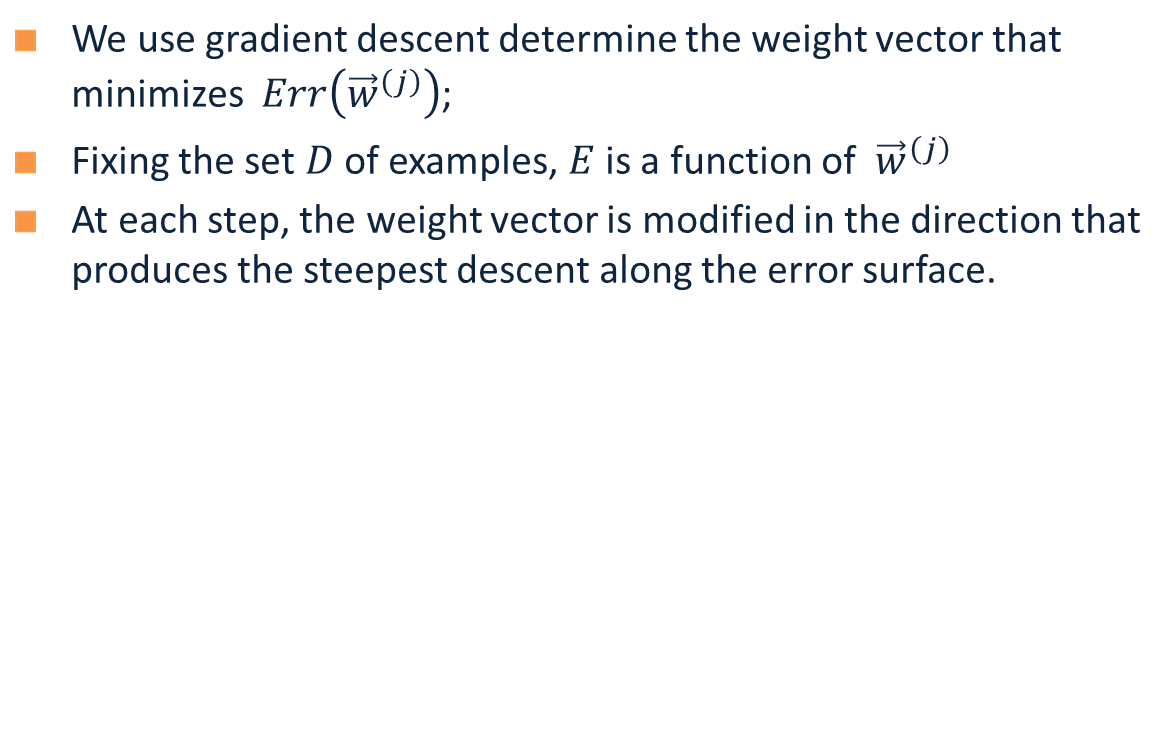 We use gradient descent determine the weight vector that
minimizes Err(w⃗⁽ʲ⁾);
Fixing the set D of examples, E is a function of w⃗⁽ʲ⁾
At each step, the weight vector is modified in the direction that
produces the steepest descent along the error surface.